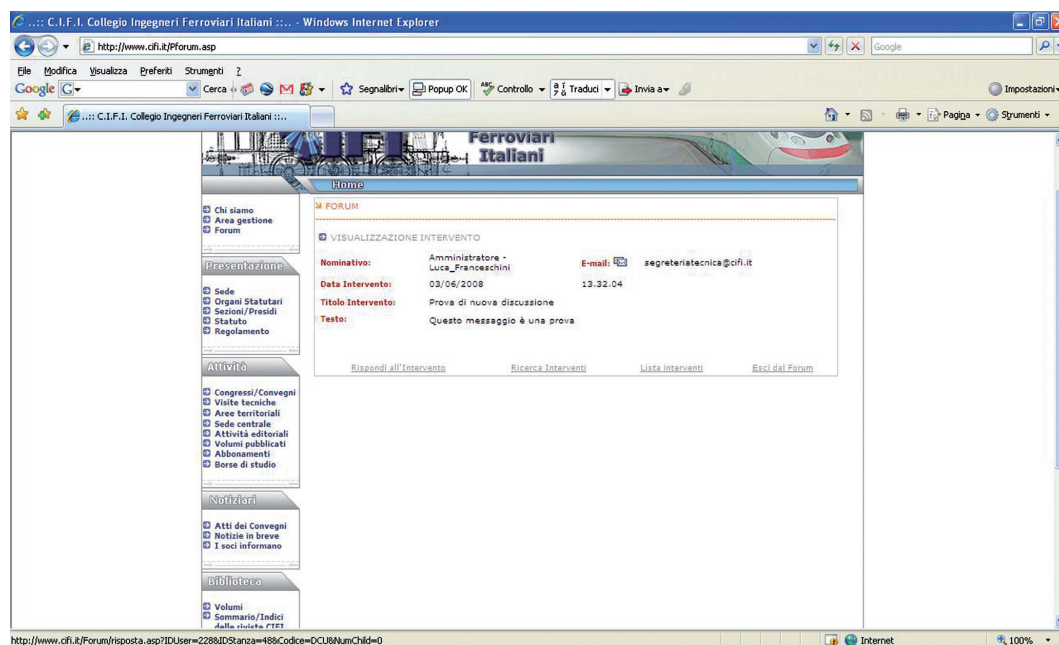 ..:: C.I.F.I. Collegio Ingegneri Ferroviari Italiani ::.. - Windows Internet Explorer
http://www.cifi.it/Pforum.asp
Google
File Modifica Visualizza Preferiti Strumenti ?
Google G Cerca Segnalibri Popup OK Controllo Traduci Invia a Impostazioni
..:: C.I.F.I. Collegio Ingegneri Ferroviari Italiani ::.. Pagina Strumenti
Ferroviari
Italiani
Home
Chi siamo
Area gestione
Forum
Presentazione
Sede
Organi Statutari
Sezioni/Presidi
Statuto
Regolamento
Attività
Congressi/Convegni
Visite tecniche
Aree territoriali
Sede centrale
Attività editoriali
Volumi pubblicati
Abbonamenti
Borse di studio
Notiziari
Atti dei Convegni
Notizie in breve
I soci informano
Biblioteca
Volumi
Sommario/Indici
delle riviste CIFI
FORUM
VISUALIZZAZIONE INTERVENTO
Nominativo: Amministratore -
Luca_Franceschini E-mail: segreteriatecnica@cifi.it
Data Intervento: 03/06/2008 13.32.04
Titolo Intervento: Prova di nuova discussione
Testo: Questo messaggio è una prova
Rispondi all'Intervento Ricerca Interventi Lista interventi Esci dal Forum
http://www.cifi.it/Forum/risposta.asp?IDUser=228&IDStanza=48&Codice=DCU&NumChild=0 Internet 100%